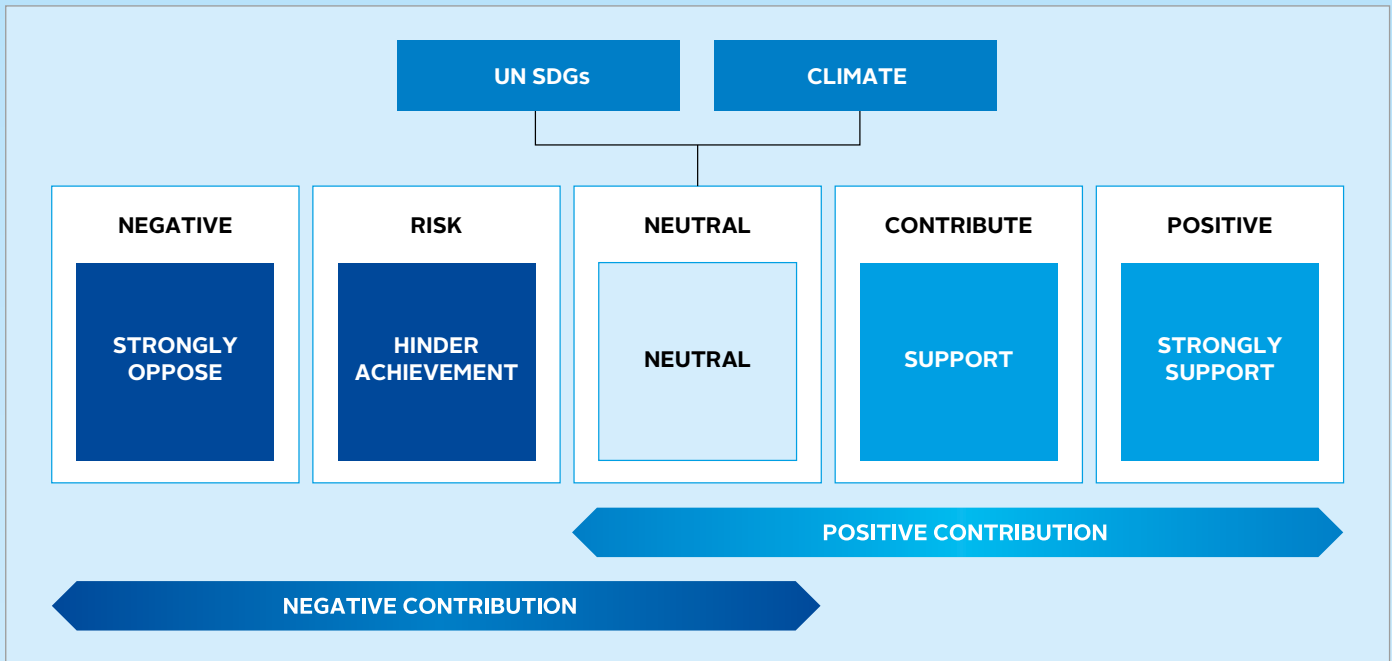 UN SDGs
CLIMATE
NEGATIVE
RISK
NEUTRAL
CONTRIBUTE
POSITIVE
STRONGLY
OPPOSE
HINDER
ACHIEVEMENT
NEUTRAL
SUPPORT
STRONGLY
SUPPORT
POSITIVE CONTRIBUTION
NEGATIVE CONTRIBUTION